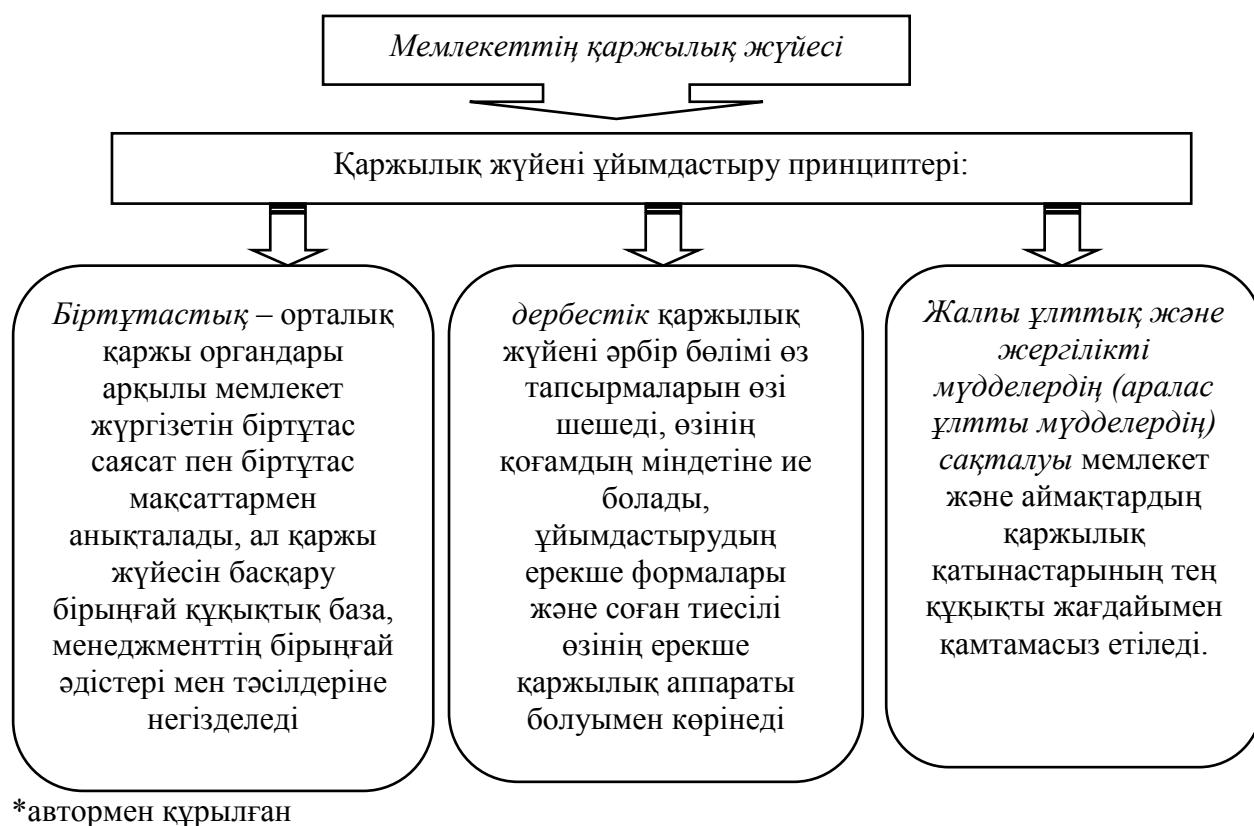 Мемлекеттің қаржылық жүйесі
Қаржылық жүйені ұйымдастыру принциптері:
Біртұтастық – орталық
қаржы органдары
арқылы мемлекет
жүргізетін біртұтас
саясат пен біртұтас
мақсаттармен
анықталады, ал қаржы
жүйесін басқару
бірыңғай құқықтық база,
менеджменттің бірыңғай
әдістері мен тәсілдеріне
негізделеді
дербестік қаржылық
жүйені әрбір бөлімі өз
тапсырмаларын өзі
шешеді, өзінің
қоғамдың міндетіне ие
болады,
ұйымдастырудың
ерекше формалары
және соған тиесілі
өзінің ерекше
қаржылық аппараты
болуымен көрінеді
Жалпы ұлттық және
жергілікті
мүдделердің (аралас
ұлтты мүдделердің)
сақталуы мемлекет
және аймақтардың
қаржылық
қатынастарының тең
құқықты жағдайымен
қамтамасыз етіледі.
*автормен құрылған